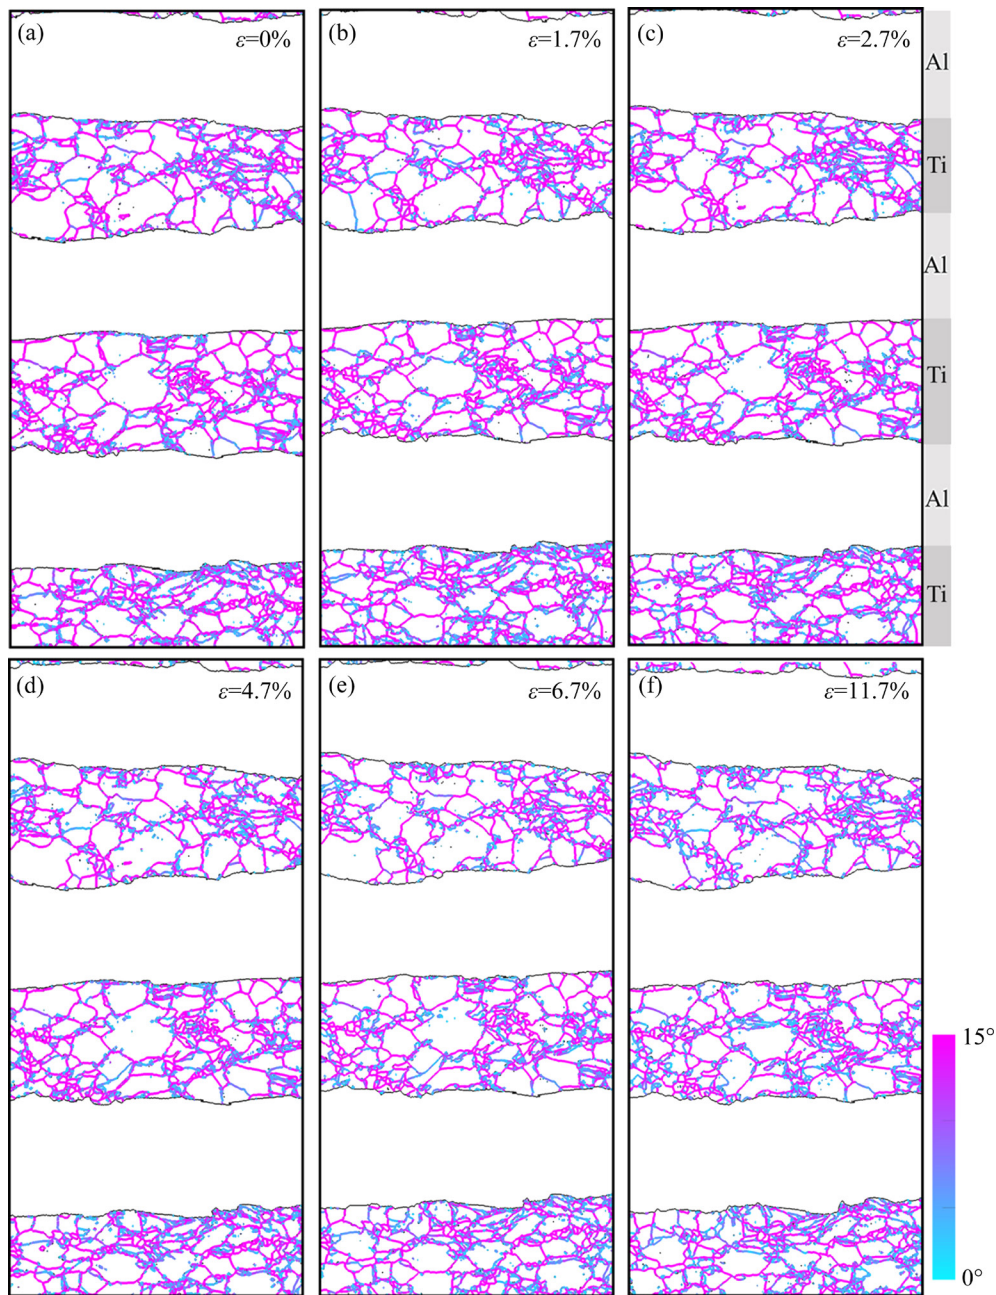 (a) ε=0%
(b) ε=1.7%
(c) ε=2.7%
Al
Ti
Al
Ti
Al
Ti
(d) ε=4.7%
(e) ε=6.7%
(f) ε=11.7%
15°
0°